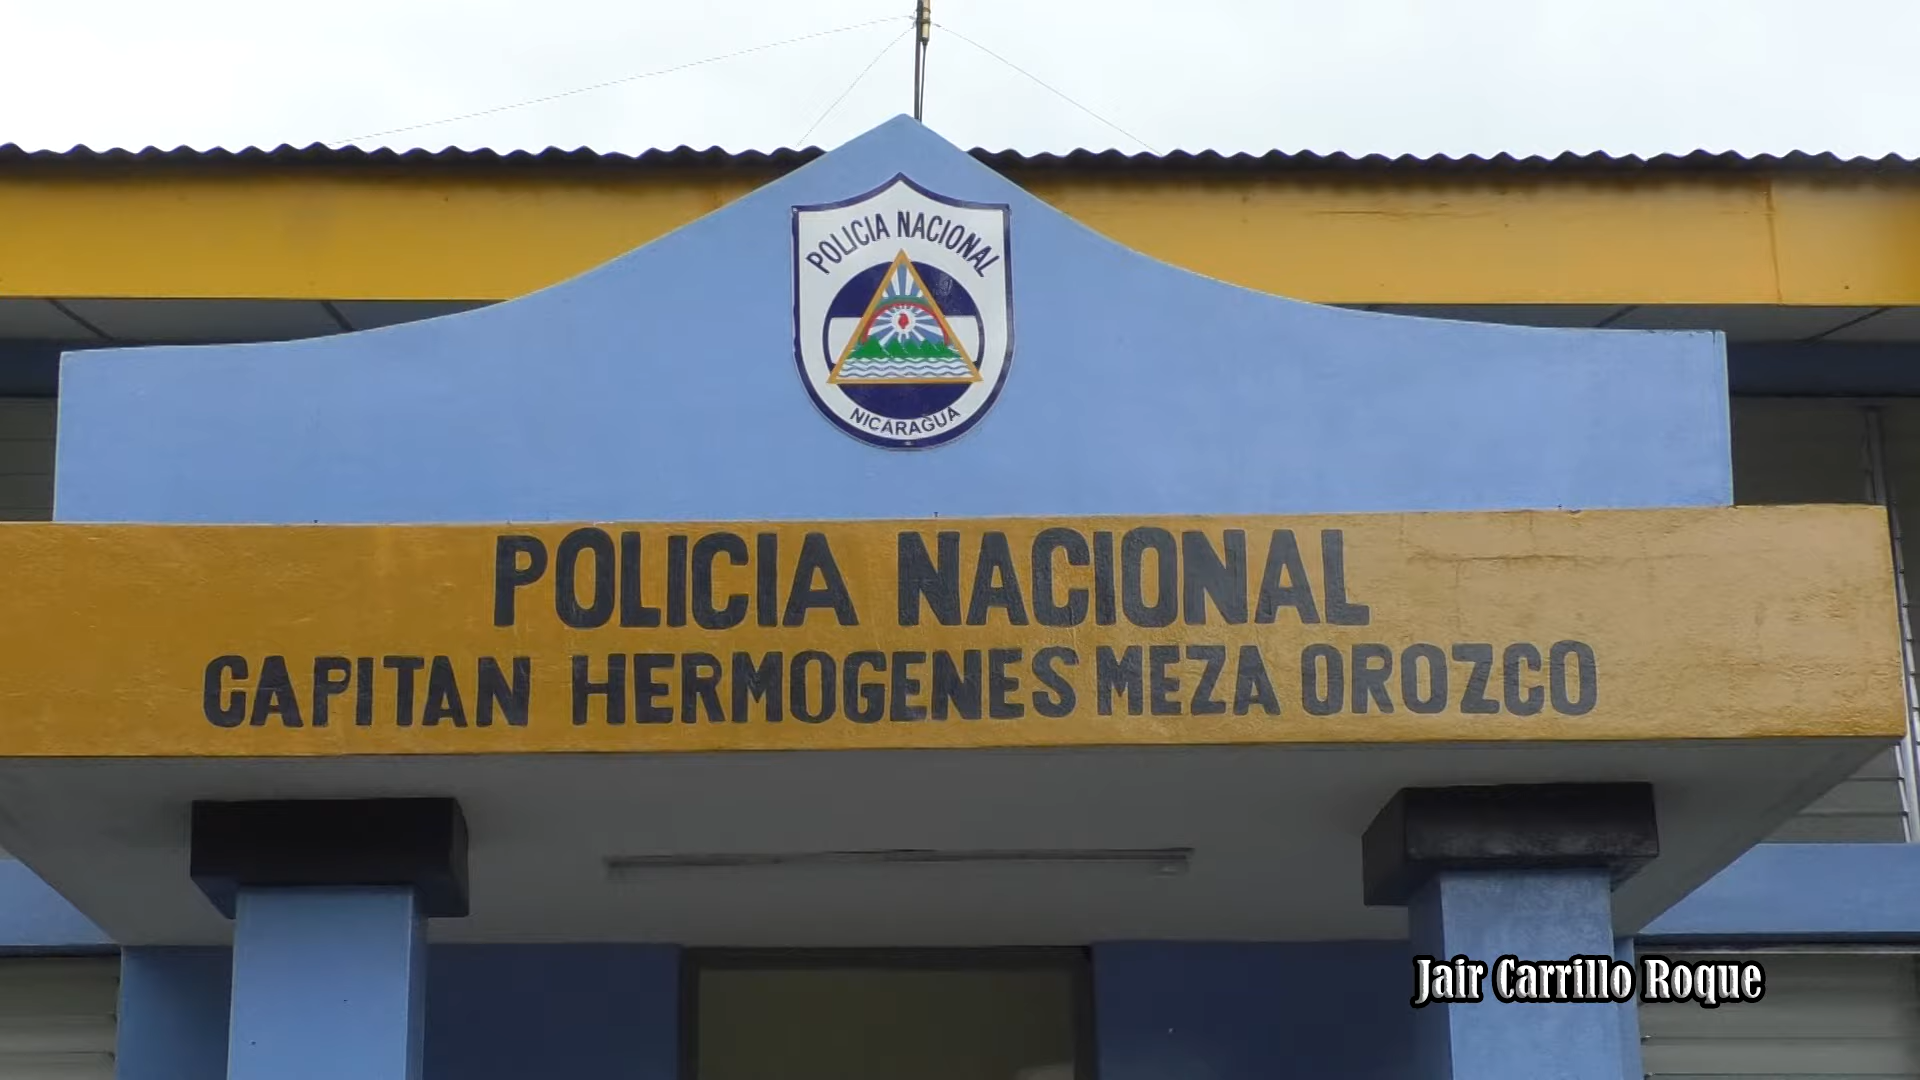 POLICIA NACIONAL
NICARAGUA
POLICIA NACIONAL
CAPITAN HERMOGENES MEZA OROZCO
Jair Carrillo Roque